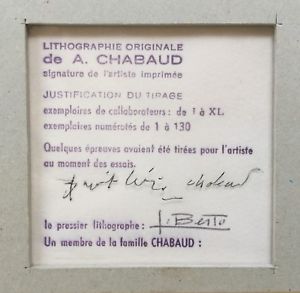 LITHOGRAPHIE ORIGINALE
de A. CHABAUD
signature de l'artiste imprimée
JUSTIFICATION DU TIRAGE
exemplaires de collaborateurs : de I à XL
exemplaires numérotés de 1 à 130
Quelques épreuves avaient été tirées pour l'artiste
au moment des essais.
chabaud
le pressier lithographe : J. Berto
Un membre de la famille CHABAUD :